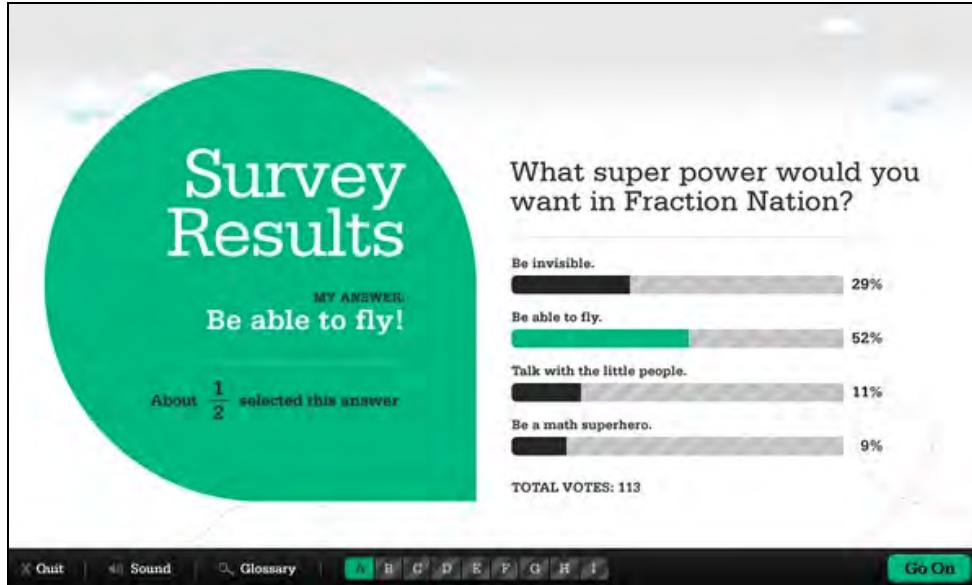 Survey
Results
MY ANSWER:
Be able to fly!
About 1/2 selected this answer
What super power would you
want in Fraction Nation?
Be invisible.
29%
Be able to fly.
52%
Talk with the little people.
11%
Be a math superhero.
9%
TOTAL VOTES: 113
X Quit
Sound
Glossary
A B C D E F G H I
Go On